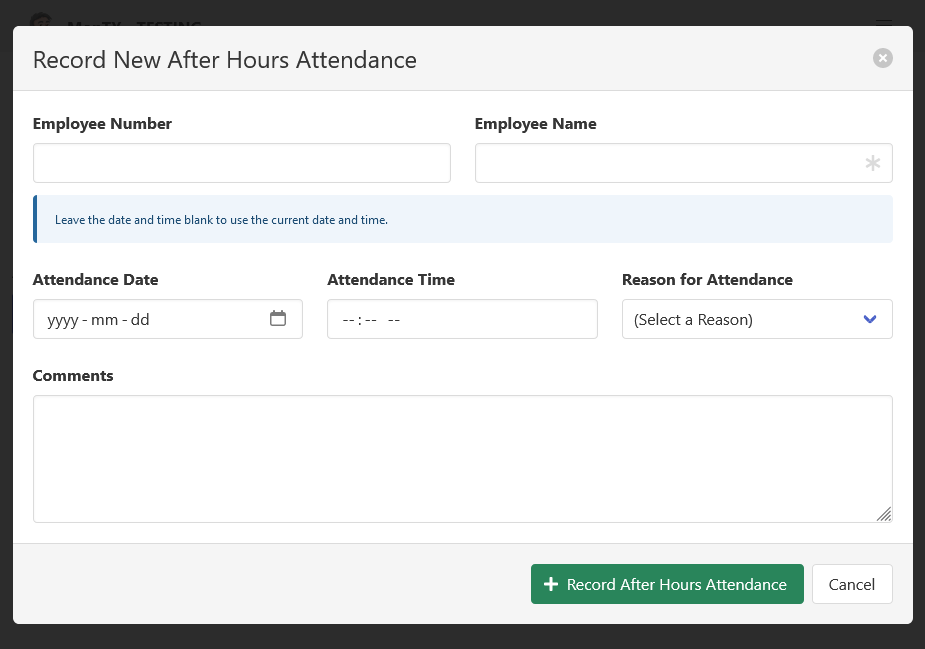 Record New After Hours Attendance
Employee Number Employee Name
Leave the date and time blank to use the current date and time.
Attendance Date Attendance Time Reason for Attendance
yyyy - mm - dd -- : -- -- (Select a Reason)
Comments
Record After Hours Attendance Cancel